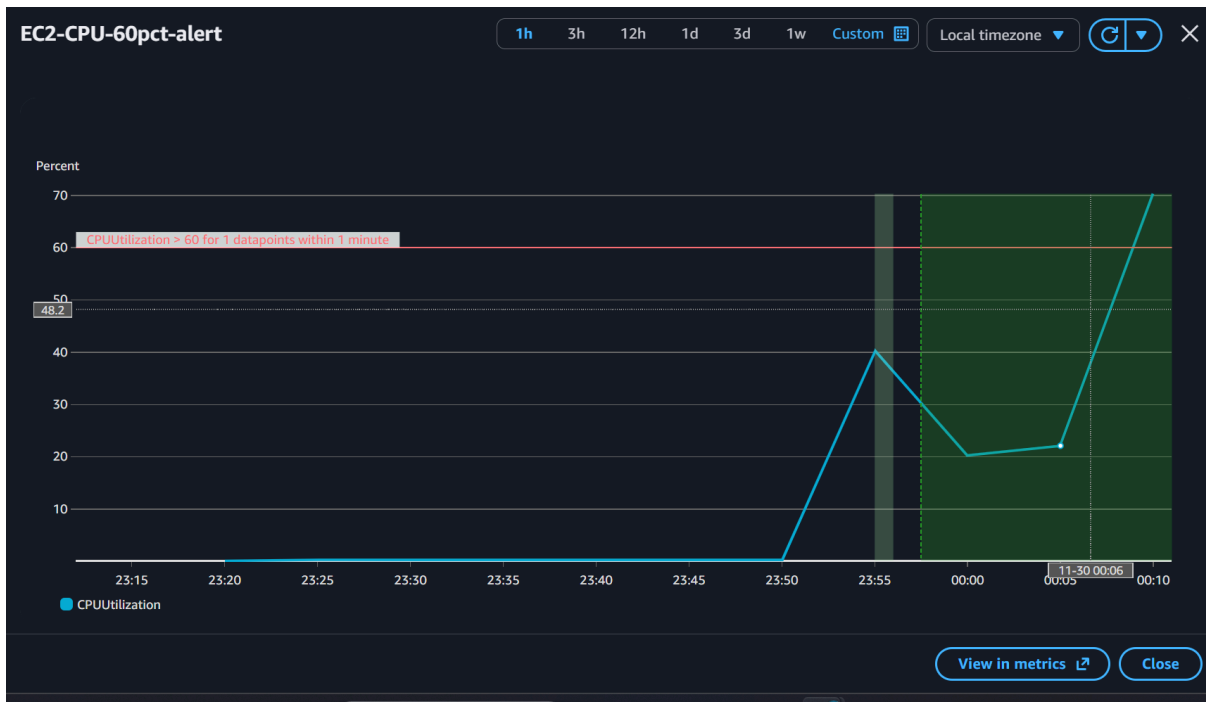 EC2-CPU-60pct-alert
1h 3h 12h 1d 3d 1w Custom Local timezone
Percent
70
CPUUtilization > 60 for 1 datapoints within 1 minute
60
50
48.2
40
30
20
10
23:15 23:20 23:25 23:30 23:35 23:40 23:45 23:50 23:55 00:00 00:05 00:10
11-30 00:06
CPUUtilization
View in metrics Close